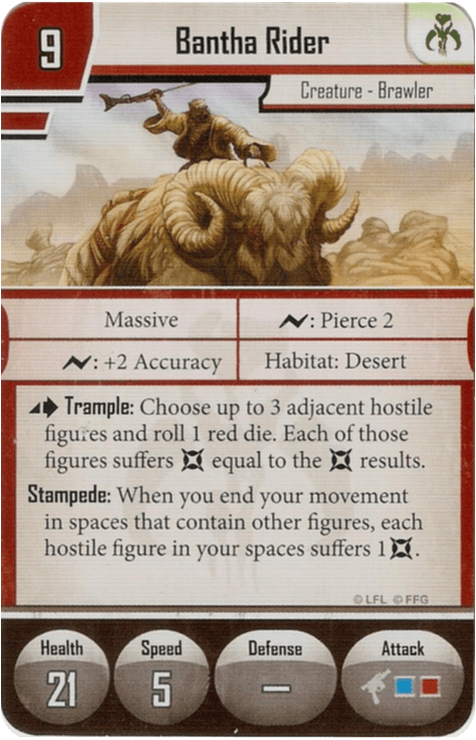 9
Bantha Rider
Creature - Brawler
Massive
: Pierce 2
: +2 Accuracy
Habitat: Desert
Trample: Choose up to 3 adjacent hostile
figures and roll 1 red die. Each of those
figures suffers equal to the results.
Stampede: When you end your movement
in spaces that contain other figures, each
hostile figure in your spaces suffers 1 .
© LFL © FFG
Health
Speed
Defense
Attack
21
5
–